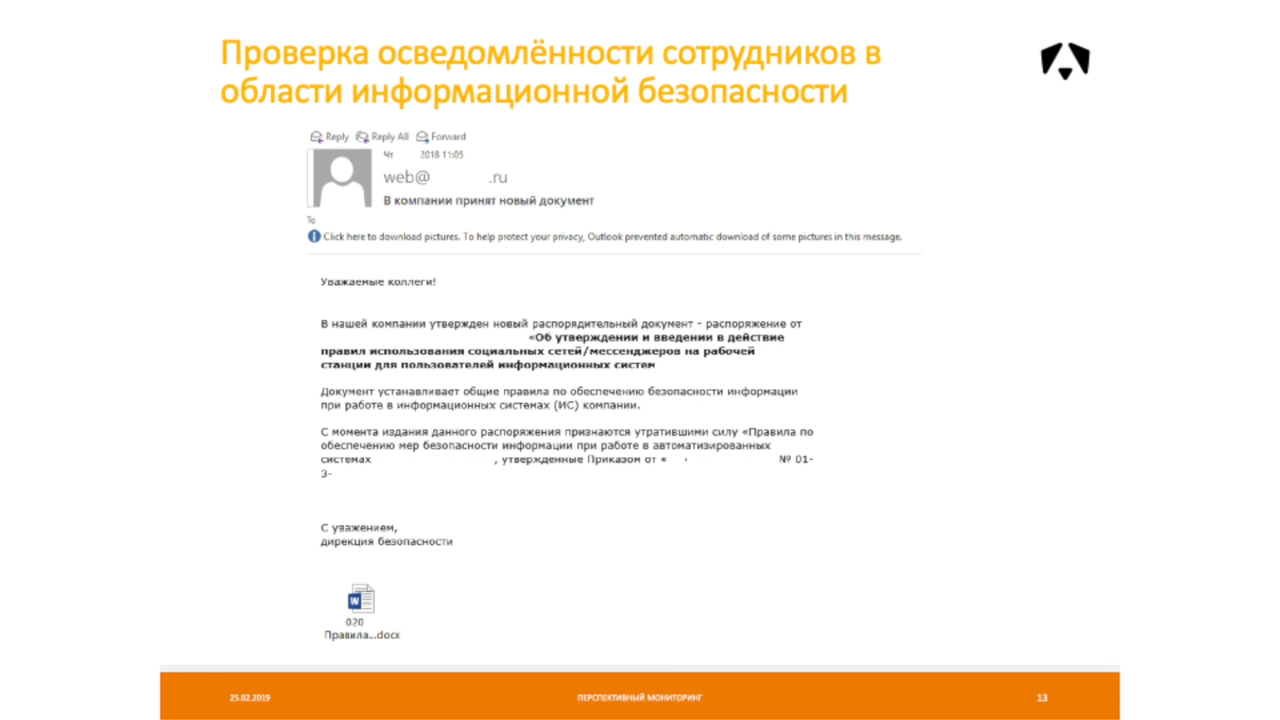 Проверка осведомлённости сотрудников в
области информационной безопасности
Reply Reply All Forward
Чт 2018 11:05
web@ .ru
В компании принят новый документ
To
Click here to download pictures. To help protect your privacy, Outlook prevented automatic download of some pictures in this message.
Уважаемые коллеги!
В нашей компании утвержден новый распорядительный документ - распоряжение от
«Об утверждении и введении в действие
правил использования социальных сетей/мессенджеров на рабочей
станции для пользователей информационных систем
Документ устанавливает общие правила по обеспечению безопасности информации
при работе в информационных системах (ИС) компании.
С момента издания данного распоряжения признаются утратившими силу «Правила по
обеспечению мер безопасности информации при работе в автоматизированных
системах , утвержденные Приказом от « № 01-
3-
С уважением,
дирекция безопасности
020
Правила...docx
25.02.2019 ПЕРСПЕКТИВНЫЙ МОНИТОРИНГ 13